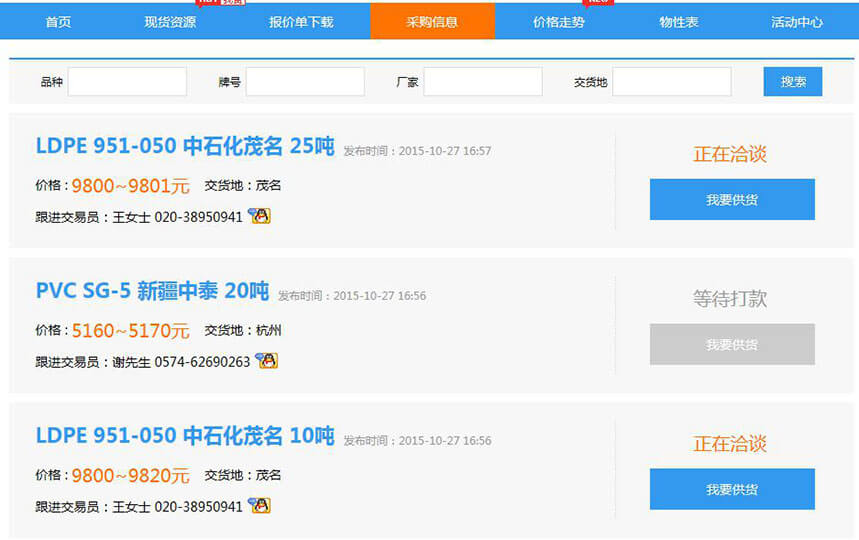 首页 现货资源 报价单下载 采购信息 价格走势 物性表 活动中心
品种 牌号 厂家 交货地 搜索
LDPE 951-050 中石化茂名 25吨 发布时间：2015-10-27 16:57
正在洽谈
价格：9800~9801元 交货地：茂名
我要供货
跟进交易员：王女士 020-38950941
PVC SG-5 新疆中泰 20吨 发布时间：2015-10-27 16:56
等待打款
价格：5160~5170元 交货地：杭州
我要供货
跟进交易员：谢先生 0574-62690263
LDPE 951-050 中石化茂名 10吨 发布时间：2015-10-27 16:56
正在洽谈
价格：9800~9820元 交货地：茂名
我要供货
跟进交易员：王女士 020-38950941